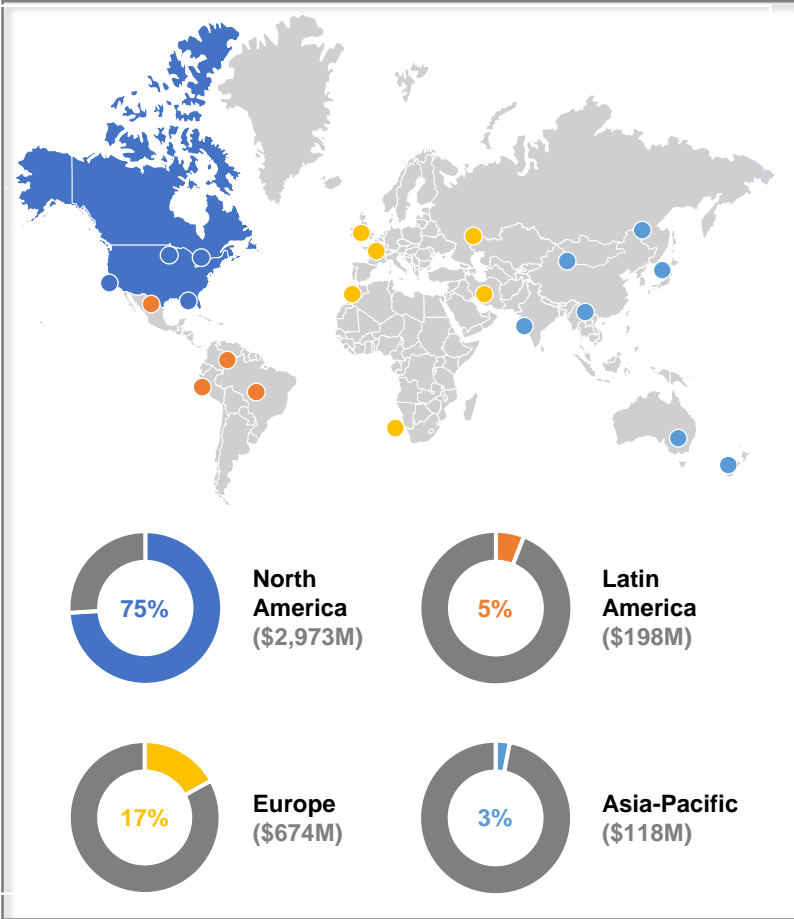 75%
North
America
($2,973M)
5%
Latin
America
($198M)
17%
Europe
($674M)
3%
Asia-Pacific
($118M)